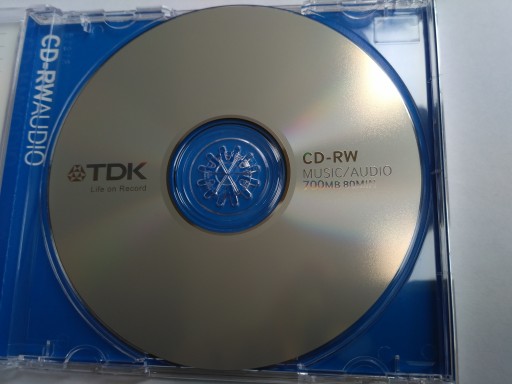 CD-RWAUDIO
TDK
Life on Record
CD-RW
MUSIC/AUDIO
700MB 80MIN